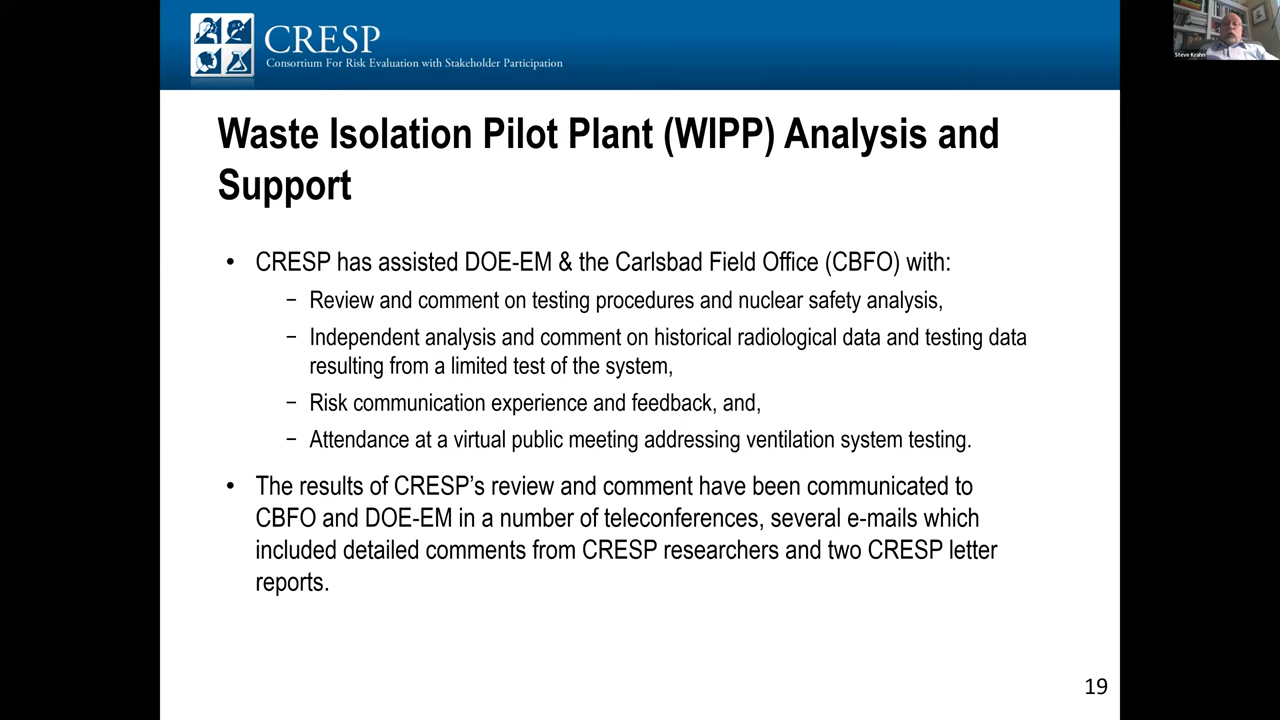 CRESP
Consortium For Risk Evaluation with Stakeholder Participation
Steve Krahn
Waste Isolation Pilot Plant (WIPP) Analysis and
Support
• CRESP has assisted DOE-EM & the Carlsbad Field Office (CBFO) with:
− Review and comment on testing procedures and nuclear safety analysis,
− Independent analysis and comment on historical radiological data and testing data
resulting from a limited test of the system,
− Risk communication experience and feedback, and,
− Attendance at a virtual public meeting addressing ventilation system testing.
• The results of CRESP’s review and comment have been communicated to
CBFO and DOE-EM in a number of teleconferences, several e-mails which
included detailed comments from CRESP researchers and two CRESP letter
reports.
19